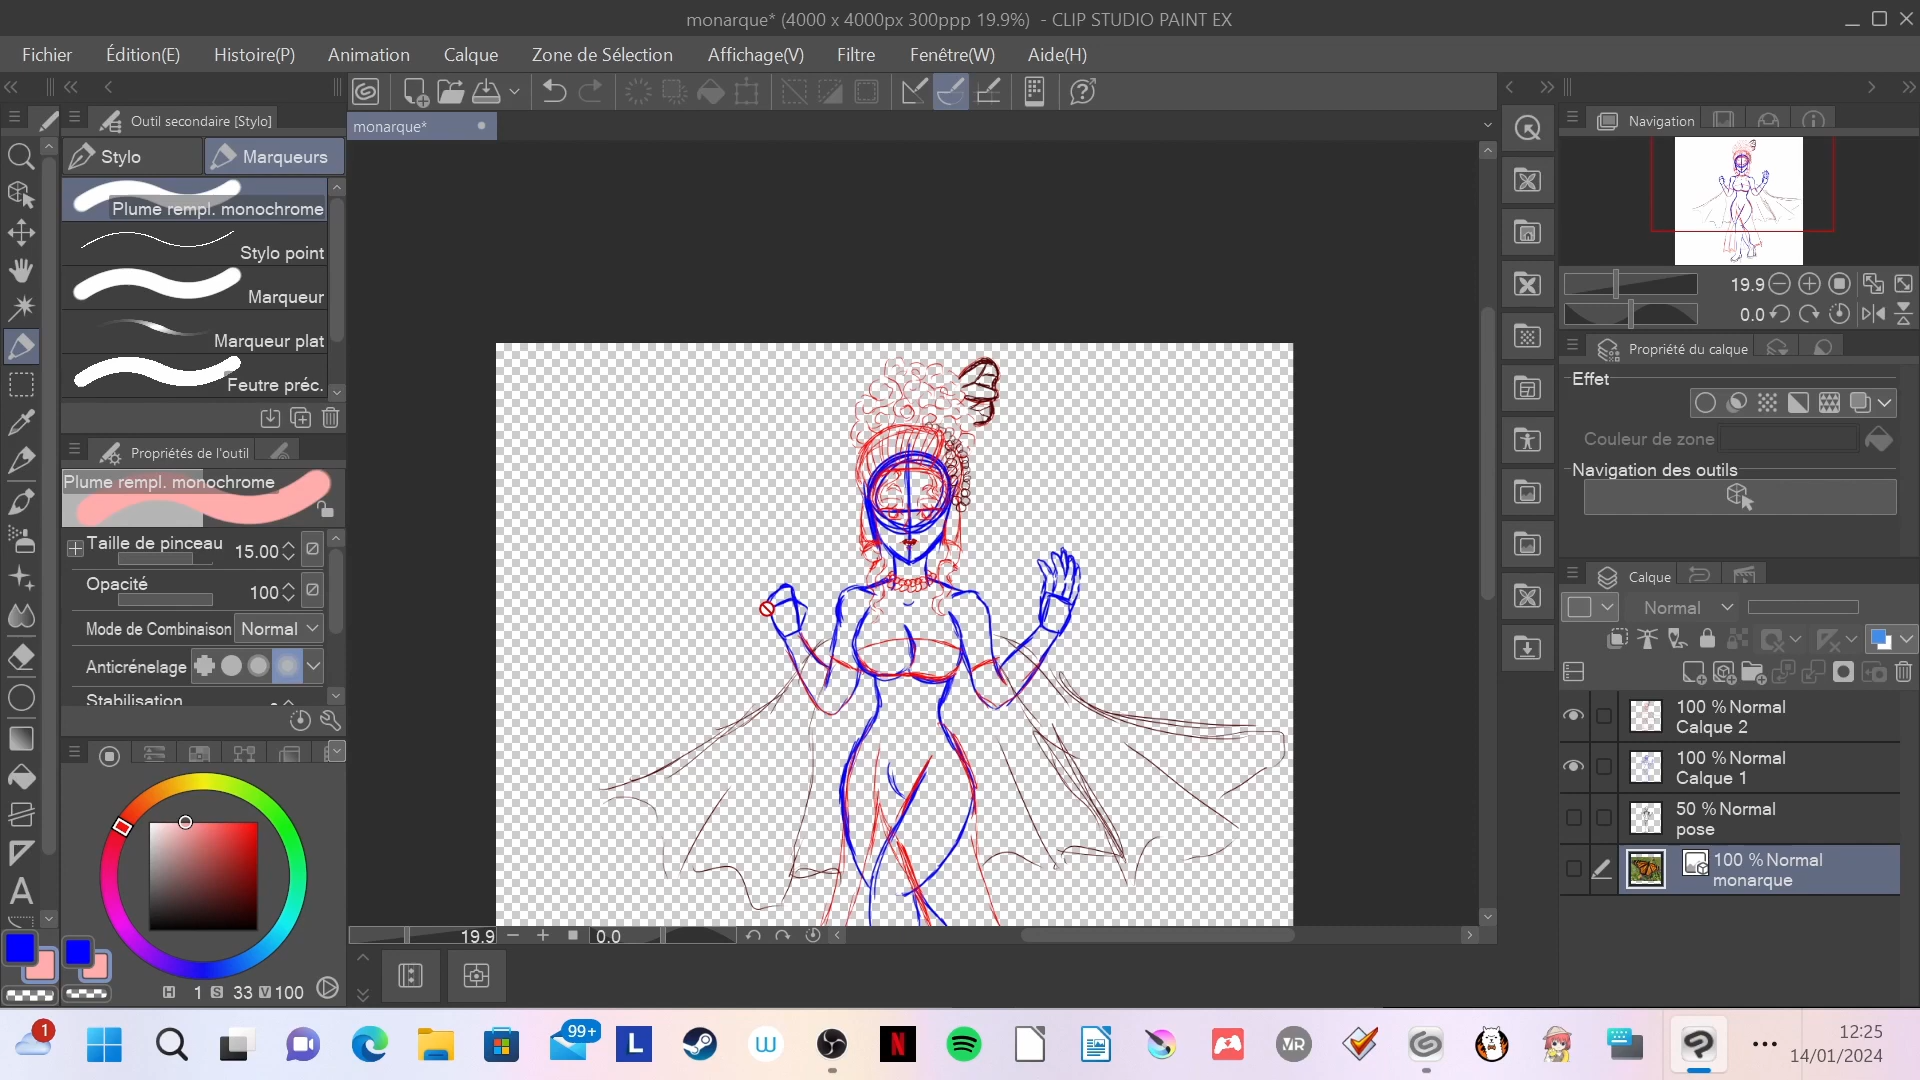 monarque* (4000 x 4000px 300ppp 19.9%)  - CLIP STUDIO PAINT EX
Fichier Édition(E) Histoire(P) Animation Calque Zone de Sélection Affichage(V) Filtre Fenêtre(W) Aide(H)
Outil secondaire [Stylo]
monarque*
Navigation
Stylo Marqueurs
Plume rempl. monochrome
Stylo point
Marqueur
Marqueur plat
Feutre préc.
19.9
0.0
Propriété du calque
Effet
Couleur de zone
Navigation des outils
Propriétés de l'outil
Plume rempl. monochrome
Taille de pinceau 15.00
Opacité 100
Mode de Combinaison Normal
Anticrénelage
Stabilisation
Calque
Normal
100 % Normal
Calque 2
100 % Normal
Calque 1
50 % Normal
pose
100 % Normal
monarque
A
19.9 0.0
H 1 S 33 V 100
1
99+
L
W
N
VR
12:25
14/01/2024